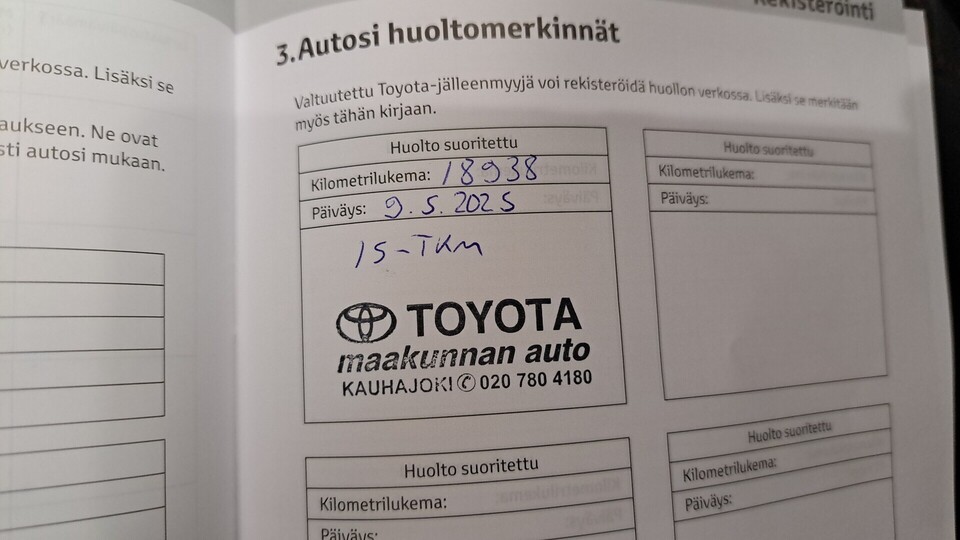 Rekisteröinti
verkossa. Lisäksi se
aukseen. Ne ovat
sti autosi mukaan.
3.Autosi huoltomerkinnät
Valtuutettu Toyota-jälleenmyyjä voi rekisteröidä huollon verkossa. Lisäksi se merkitään
myös tähän kirjaan.
Huolto suoritettu
Kilometrilukema: 18938
Päiväys: 9.5.2025
15-TKM
TOYOTA
maakunnan auto
KAUHAJOKI ✆ 020 780 4180
Huolto suoritettu
Kilometrilukema:
Päiväys:
Huolto suoritettu
Kilometrilukema:
Päiväys:
Huolto suoritettu
Kilometrilukema:
Päiväys: